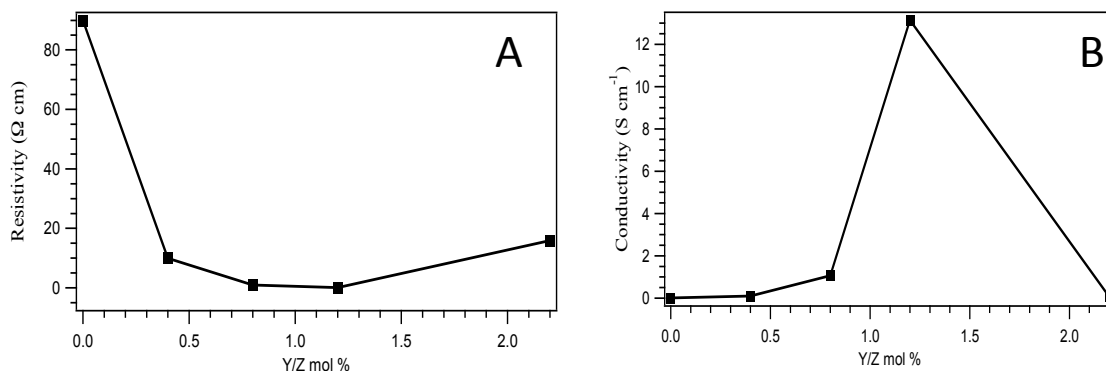 A
Resistivity (Ω cm)
80
60
40
20
0
0.0 0.5 1.0 1.5 2.0
Y/Z mol %
B
Conductivity (S cm⁻¹)
12
10
8
6
4
2
0
0.0 0.5 1.0 1.5 2.0
Y/Z mol %